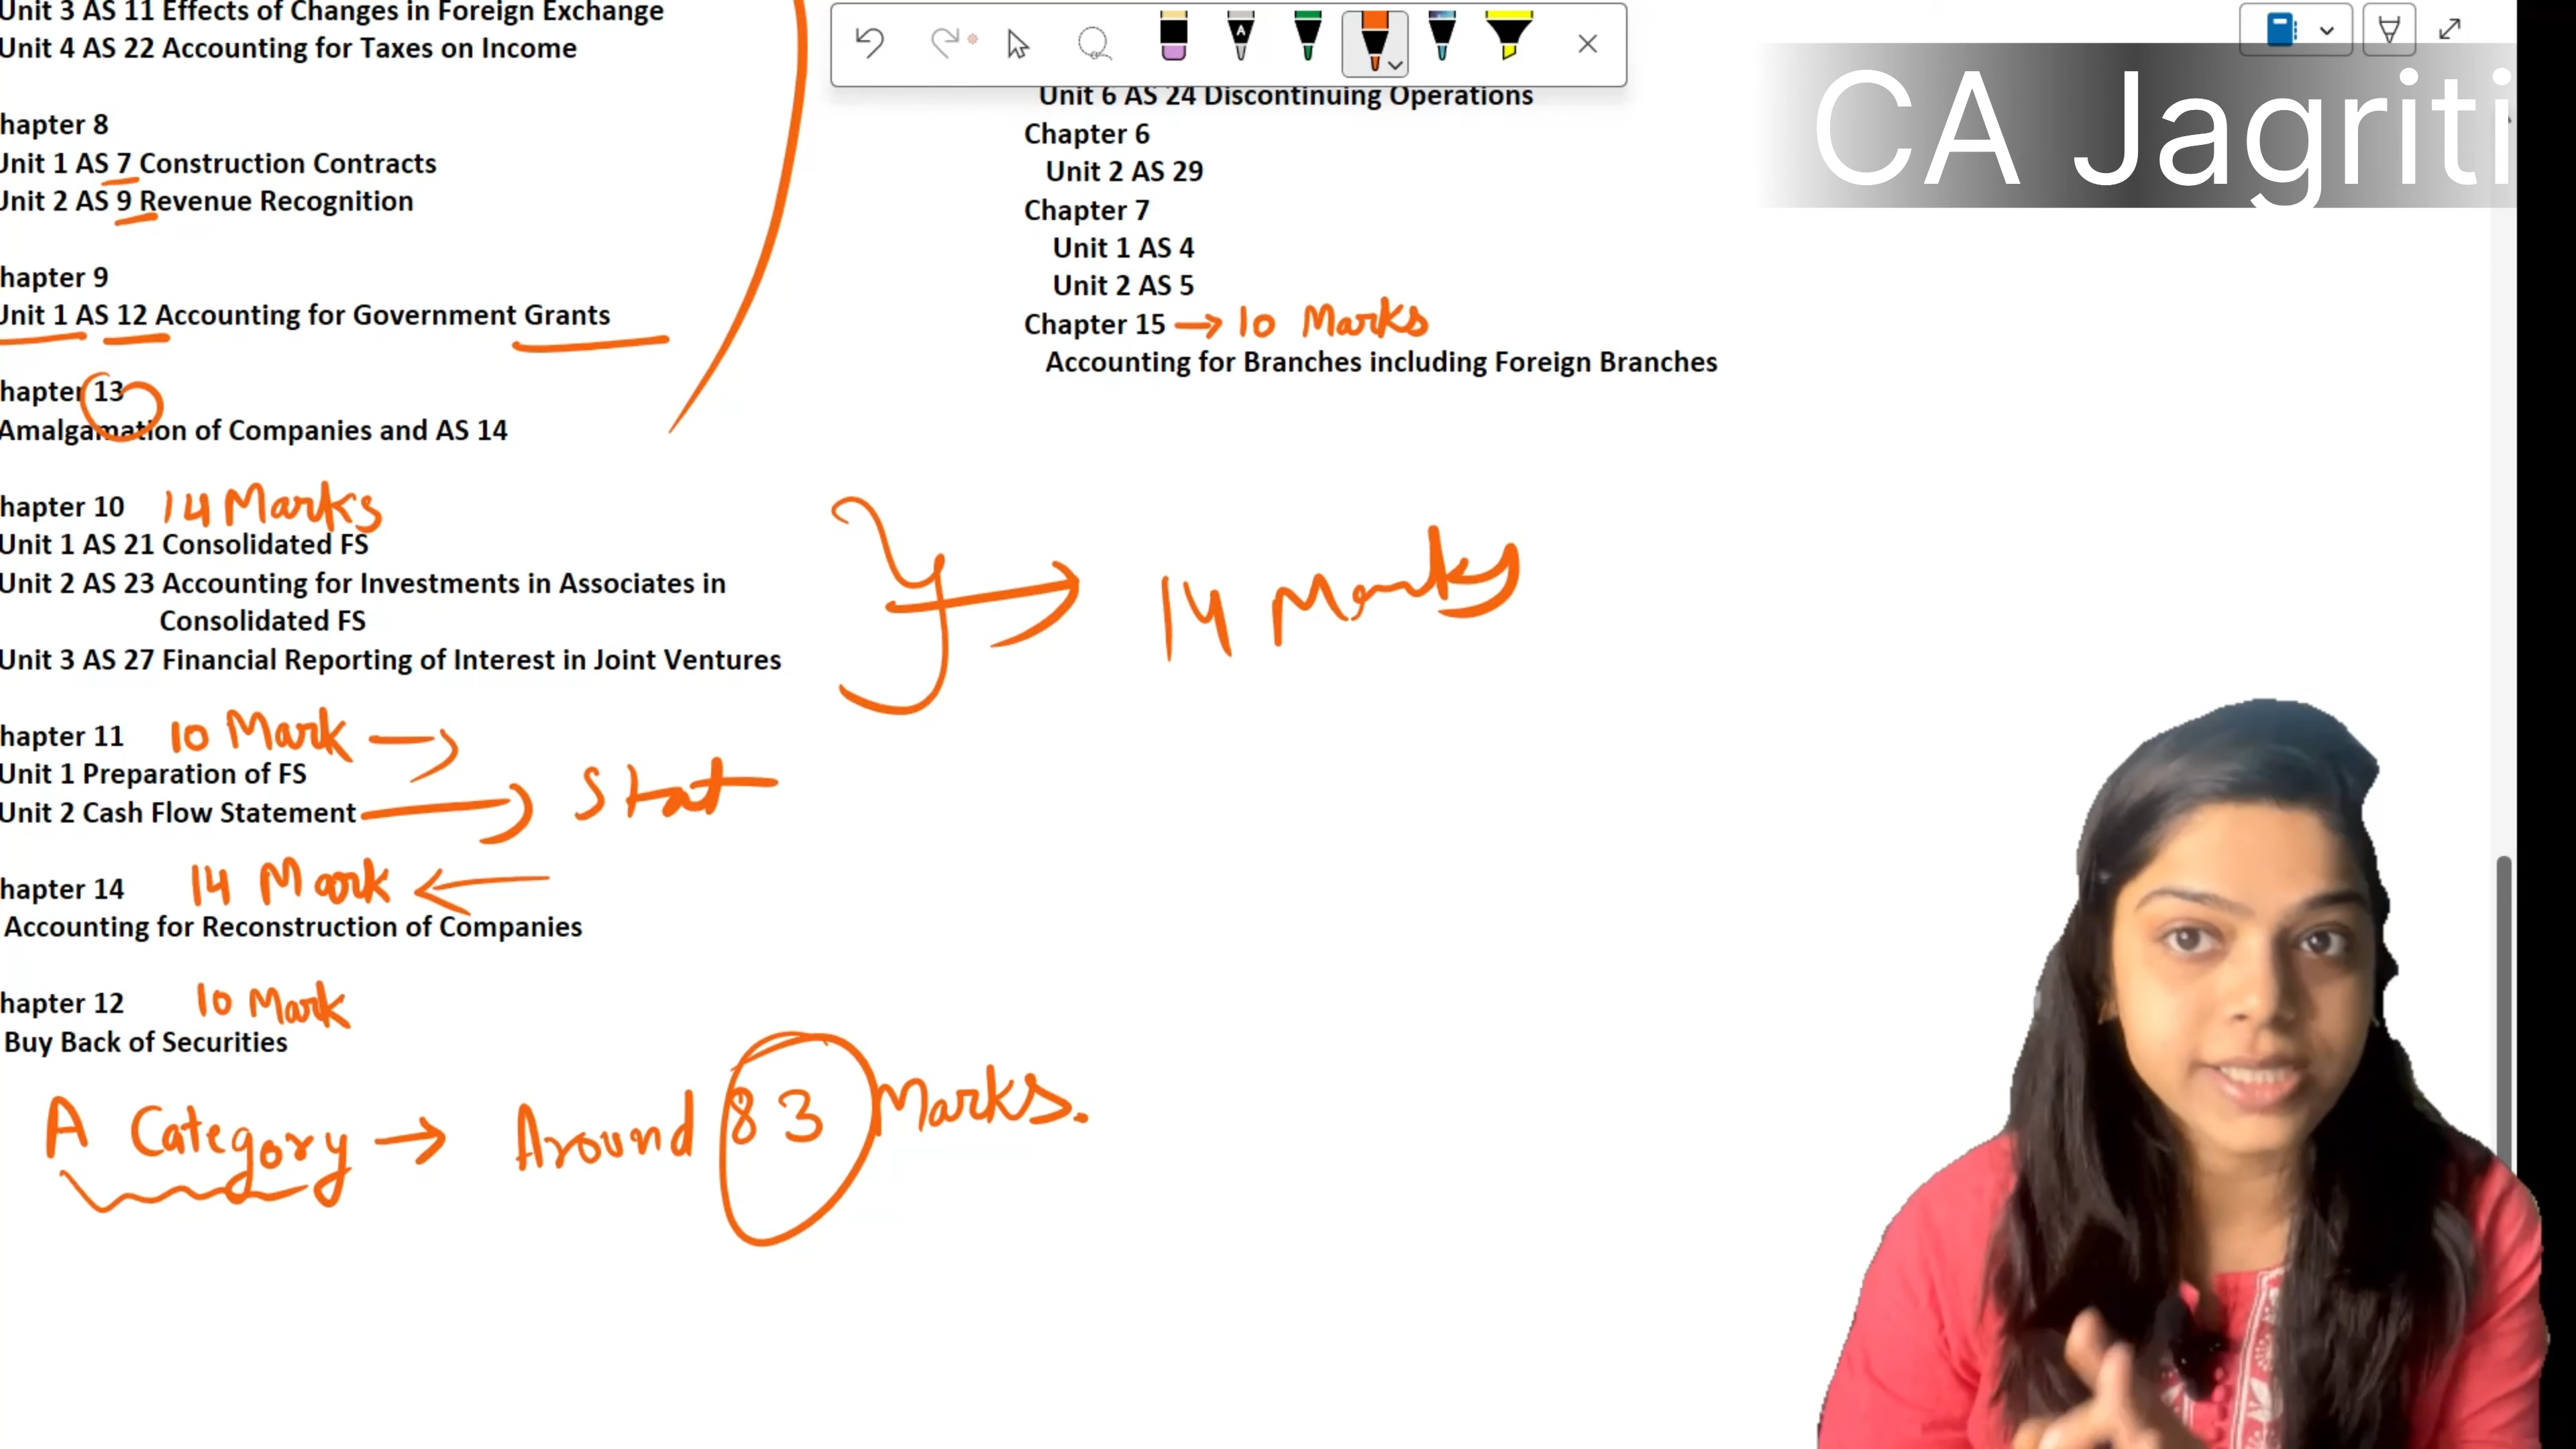 Unit 3 AS 11 Effects of Changes in Foreign Exchange
Unit 4 AS 22 Accounting for Taxes on Income
hapter 8
Unit 1 AS 7 Construction Contracts
Unit 2 AS 9 Revenue Recognition
hapter 9
Unit 1 AS 12 Accounting for Government Grants
hapter 13
Amalgamation of Companies and AS 14
hapter 10 14 Marks
Unit 1 AS 21 Consolidated FS
Unit 2 AS 23 Accounting for Investments in Associates in
Consolidated FS
Unit 3 AS 27 Financial Reporting of Interest in Joint Ventures
hapter 11 10 Mark
Unit 1 Preparation of FS
Unit 2 Cash Flow Statement → Stat
hapter 14 14 Mark ←
Accounting for Reconstruction of Companies
hapter 12 10 Mark
Buy Back of Securities
A Category → Around 83 Marks.
A
Unit 6 AS 24 Discontinuing Operations
Chapter 6
Unit 2 AS 29
Chapter 7
Unit 1 AS 4
Unit 2 AS 5
Chapter 15 → 10 Marks
Accounting for Branches including Foreign Branches
→ 14 Marks
CA Jagriti